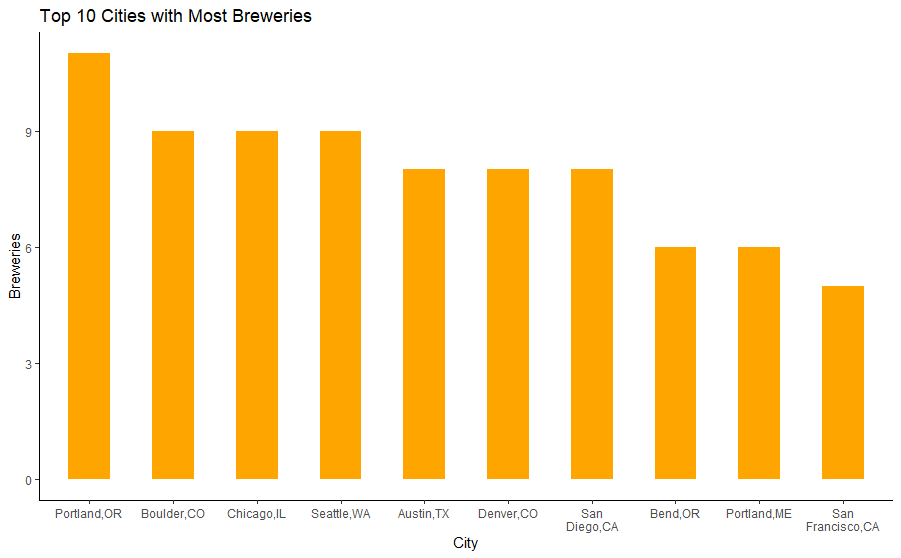 Top 10 Cities with Most Breweries
Breweries
9
6
3
0
Portland,OR
Boulder,CO
Chicago,IL
Seattle,WA
Austin,TX
Denver,CO
San
Diego,CA
Bend,OR
Portland,ME
San
Francisco,CA
City